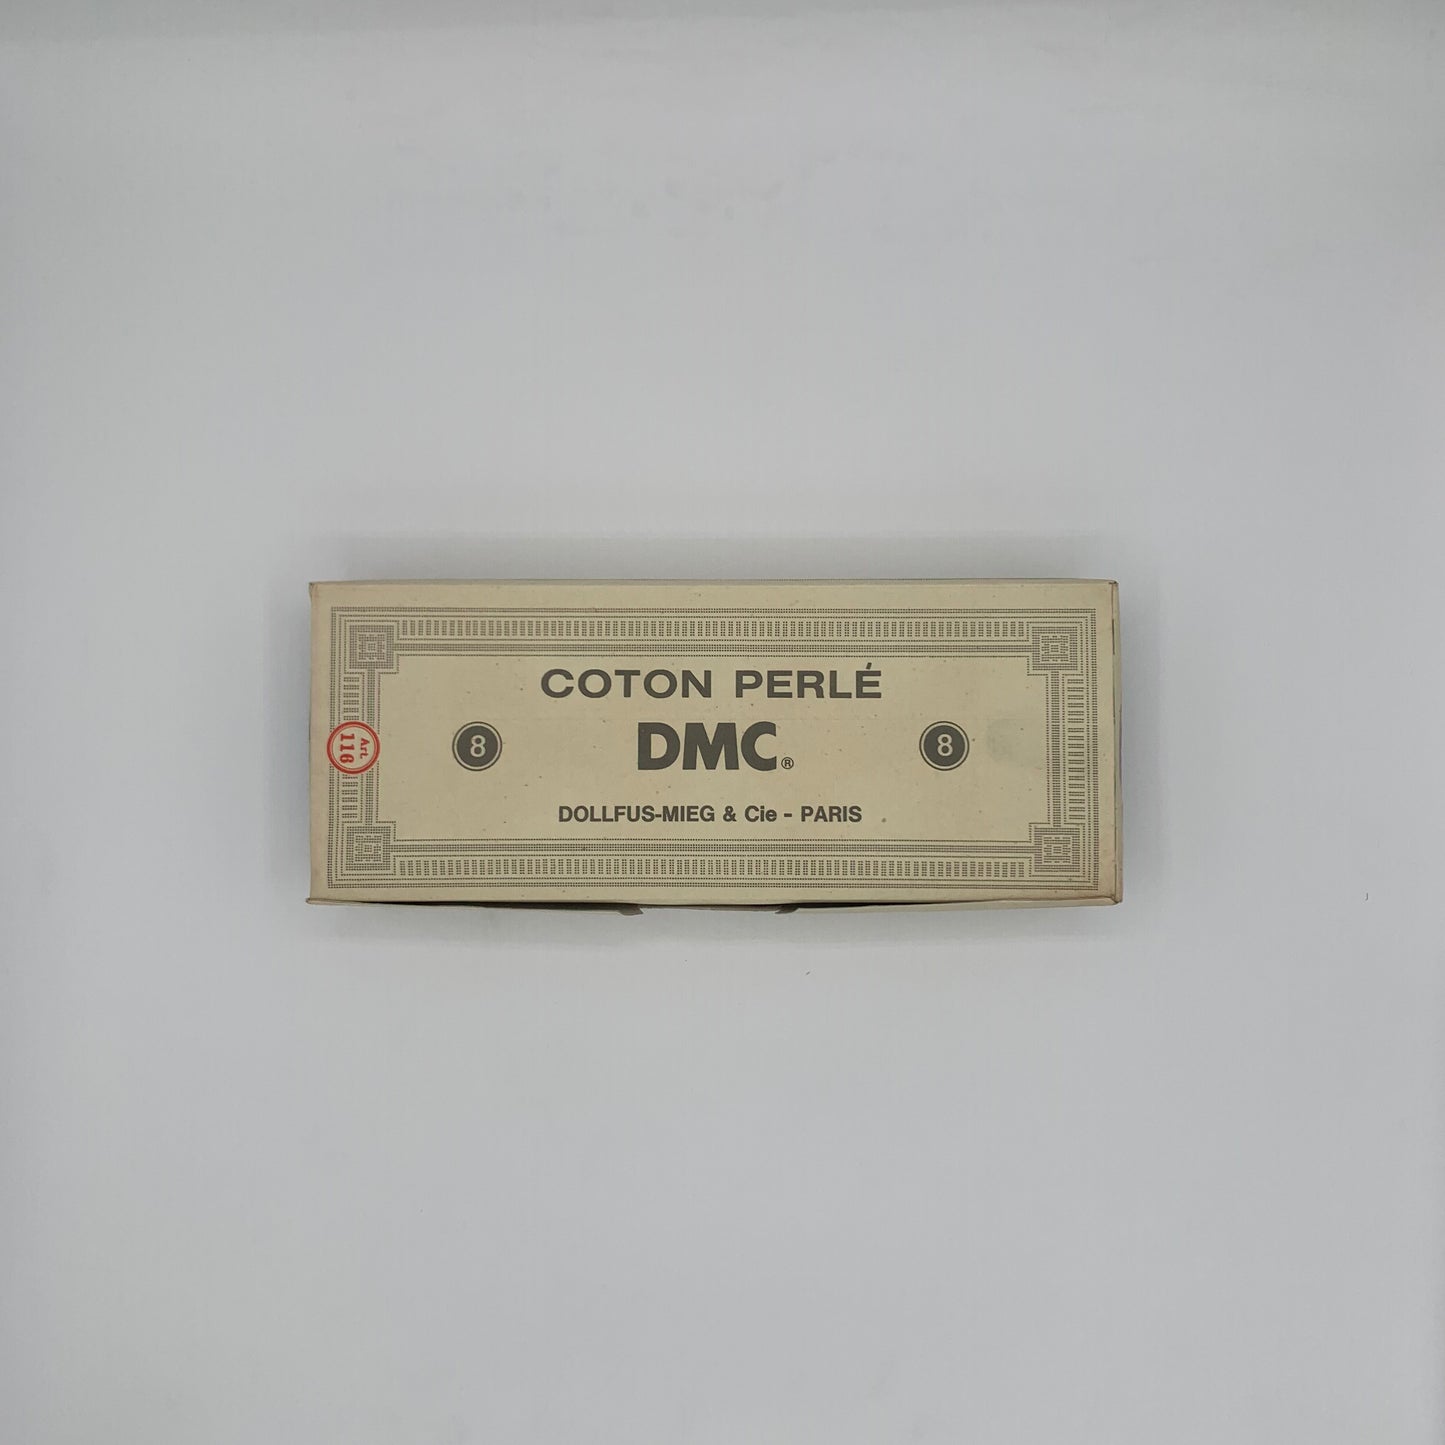 COTON PERLÉ
8 DMC® 8
DOLLFUS-MIEG & Cie - PARIS
Art
116